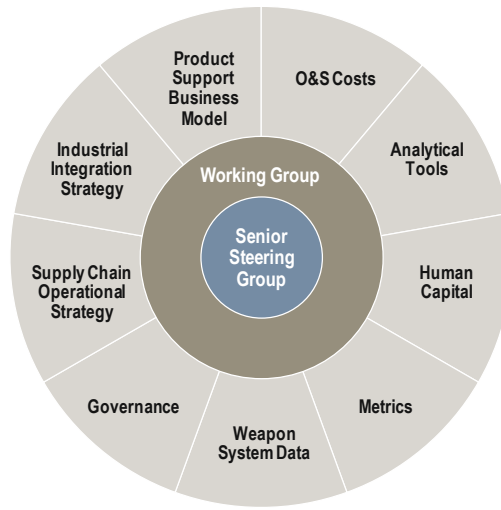 Product
Support
Business
Model
O&S Costs
Industrial
Integration
Strategy
Analytical
Tools
Working Group
Senior
Steering
Group
Supply Chain
Operational
Strategy
Human
Capital
Governance
Metrics
Weapon
System Data